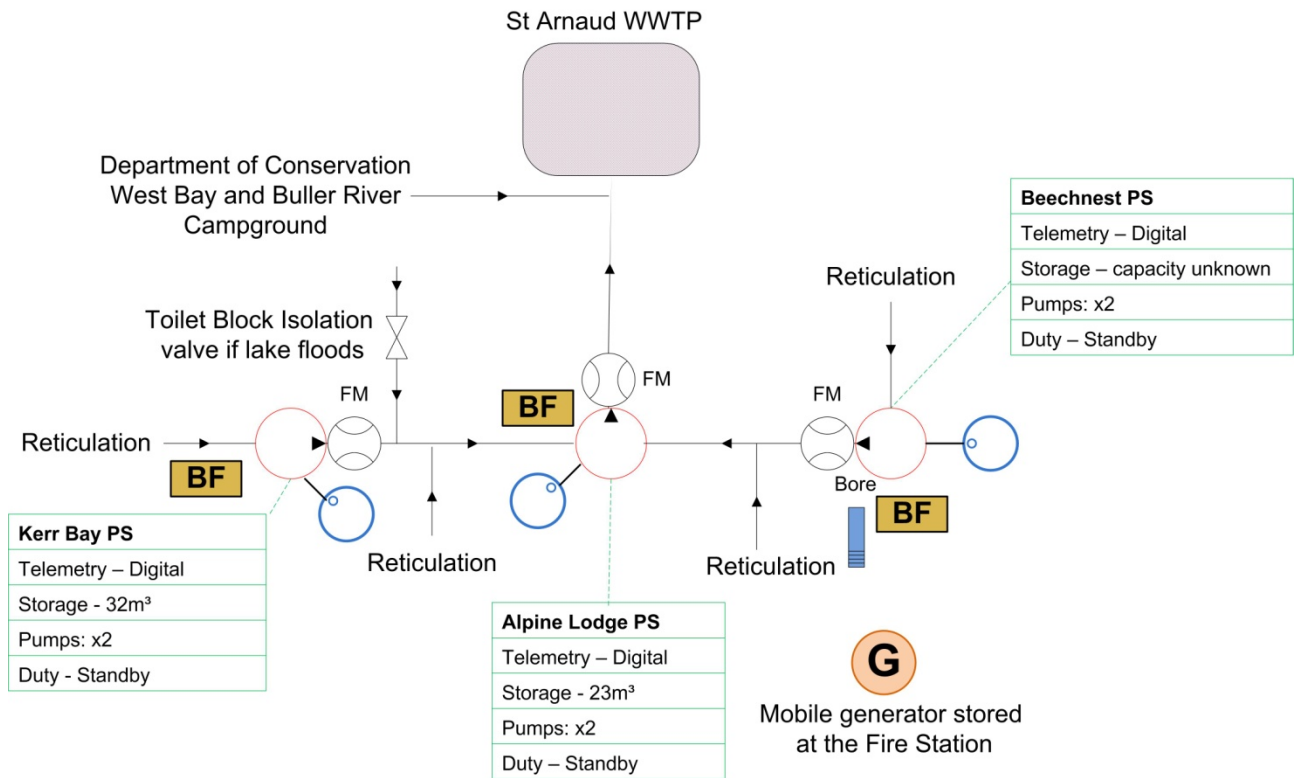 St Arnaud WWTP
Department of Conservation
West Bay and Buller River
Campground
Beechnest PS
Telemetry – Digital
Storage – capacity unknown
Pumps: x2
Duty – Standby
Reticulation
Toilet Block Isolation
valve if lake floods
FM
FM
FM
BF
Reticulation
BF
Bore
BF
Reticulation
Reticulation
Kerr Bay PS
Telemetry – Digital
Storage - 32m³
Pumps: x2
Duty - Standby
Alpine Lodge PS
Telemetry – Digital
Storage - 23m³
Pumps: x2
Duty – Standby
G
Mobile generator stored
at the Fire Station